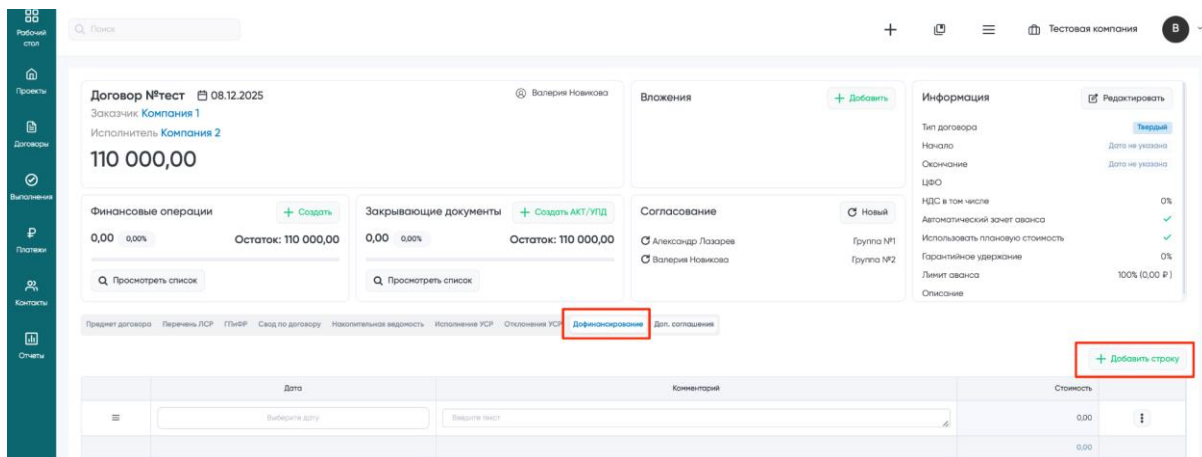 Рабочий
стол
Проекты
Договоры
Выполнения
Платежи
Контакты
Отчеты
Поиск
Тестовая компания
В
Договор №тест 08.12.2025
Валерия Новикова
Заказчик Компания 1
Исполнитель Компания 2
110 000,00
Вложения
+ Добавить
Информация
Редактировать
Тип договора Твердый
Начало Дата не указана
Окончание Дата не указана
ЦФО
НДС в том числе 0%
Автоматический зачет аванса
Использовать плановую стоимость
Гарантийное удержание 0%
Лимит аванса 100% (0,00 ₽)
Описание
Финансовые операции
+ Создать
0,00 0,00% Остаток: 110 000,00
Просмотреть список
Закрывающие документы
+ Создать АКТ/УПД
0,00 0,00% Остаток: 110 000,00
Просмотреть список
Согласование
Новый
Александр Лазарев Группа №1
Валерия Новикова Группа №2
Предмет договора Перечень ЛСР ГПиФР Свод по договору Накопительная ведомость Исполнение УСР Отклонения УСР Дофинансирование Доп. соглашения
+ Добавить строку
Дата Комментарий Стоимость
Выберите дату Введите текст 0,00
0,00